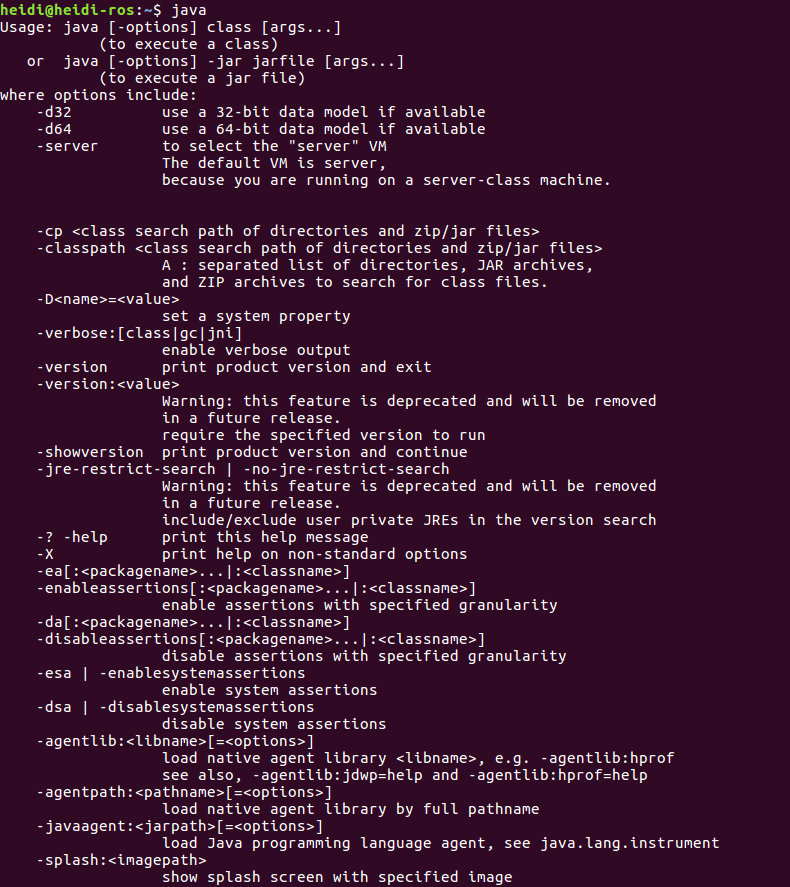 heidi@heidi-ros:~$ java
Usage: java [-options] class [args...]
           (to execute a class)
   or  java [-options] -jar jarfile [args...]
           (to execute a jar file)
where options include:
    -d32          use a 32-bit data model if available
    -d64          use a 64-bit data model if available
    -server       to select the "server" VM
                  The default VM is server,
                  because you are running on a server-class machine.
    -cp <class search path of directories and zip/jar files>
    -classpath <class search path of directories and zip/jar files>
                  A : separated list of directories, JAR archives,
                  and ZIP archives to search for class files.
    -D<name>=<value>
                  set a system property
    -verbose:[class|gc|jni]
                  enable verbose output
    -version      print product version and exit
    -version:<value>
                  Warning: this feature is deprecated and will be removed
                  in a future release.
                  require the specified version to run
    -showversion  print product version and continue
    -jre-restrict-search | -no-jre-restrict-search
                  Warning: this feature is deprecated and will be removed
                  in a future release.
                  include/exclude user private JREs in the version search
    -? -help      print this help message
    -X            print help on non-standard options
    -ea[:<packagename>...|:<classname>]
    -enableassertions[:<packagename>...|:<classname>]
                  enable assertions with specified granularity
    -da[:<packagename>...|:<classname>]
    -disableassertions[:<packagename>...|:<classname>]
                  disable assertions with specified granularity
    -esa | -enablesystemassertions
                  enable system assertions
    -dsa | -disablesystemassertions
                  disable system assertions
    -agentlib:<libname>[=<options>]
                  load native agent library <libname>, e.g. -agentlib:hprof
                  see also, -agentlib:jdwp=help and -agentlib:hprof=help
    -agentpath:<pathname>[=<options>]
                  load native agent library by full pathname
    -javaagent:<jarpath>[=<options>]
                  load Java programming language agent, see java.lang.instrument
    -splash:<imagepath>
                  show splash screen with specified image